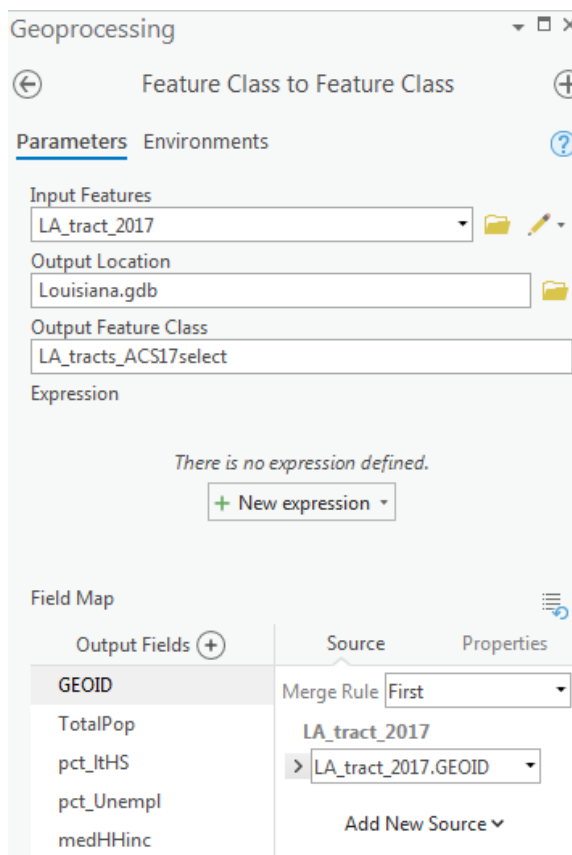 Geoprocessing
Feature Class to Feature Class
Parameters Environments
?
Input Features
LA_tract_2017
Output Location
Louisiana.gdb
Output Feature Class
LA_tracts_ACS17select
Expression
There is no expression defined.
+ New expression
Field Map
Output Fields
Source Properties
GEOID
Merge Rule First
TotalPop
LA_tract_2017
pct_ltHS
LA_tract_2017.GEOID
pct_Unempl
Add New Source
medHHinc